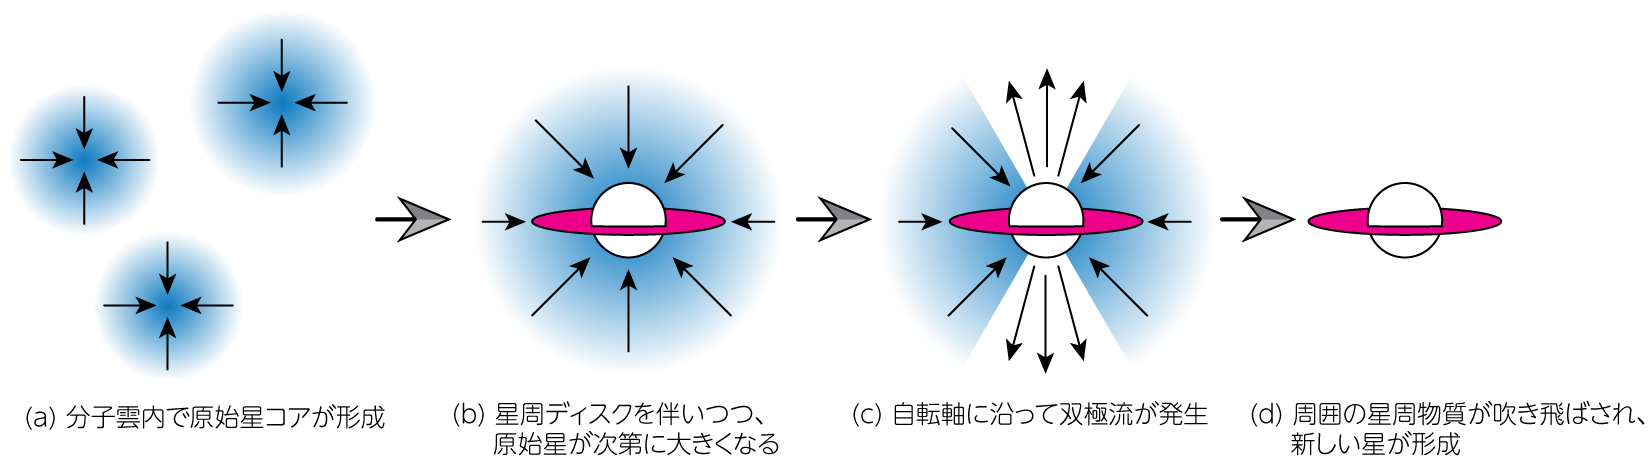 (a) 分子雲内で原始星コアが形成
(b) 星周ディスクを伴いつつ、
原始星が次第に大きくなる
(c) 自転軸に沿って双極流が発生
(d) 周囲の星周物質が吹き飛ばされ、
新しい星が形成